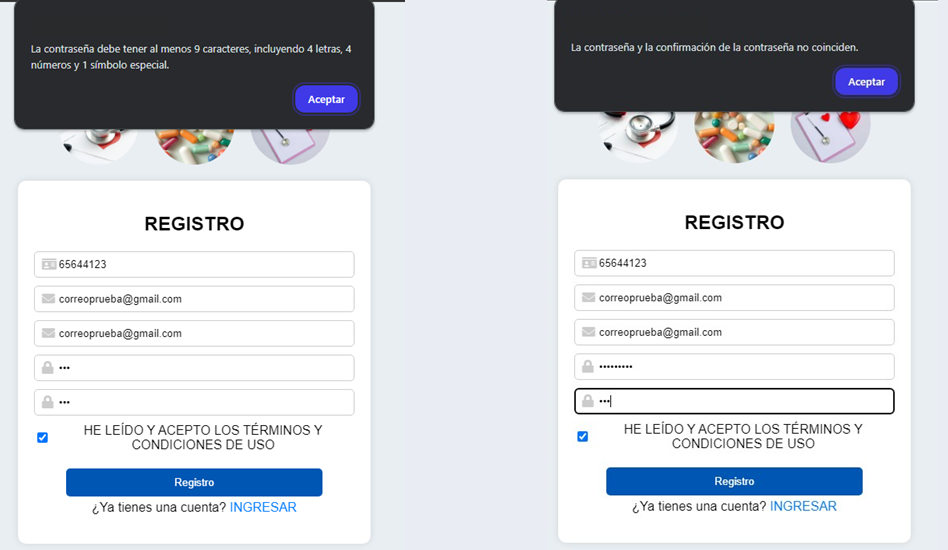 La contraseña debe tener al menos 9 caracteres, incluyendo 4 letras, 4
números y 1 símbolo especial.
Aceptar
REGISTRO
65644123
correoprueba@gmail.com
correoprueba@gmail.com
•••
•••
HE LEÍDO Y ACEPTO LOS TÉRMINOS Y
CONDICIONES DE USO
Registro
¿Ya tienes una cuenta? INGRESAR
La contraseña y la confirmación de la contraseña no coinciden.
Aceptar
REGISTRO
65644123
correoprueba@gmail.com
correoprueba@gmail.com
•••••••••
•••
HE LEÍDO Y ACEPTO LOS TÉRMINOS Y
CONDICIONES DE USO
Registro
¿Ya tienes una cuenta? INGRESAR